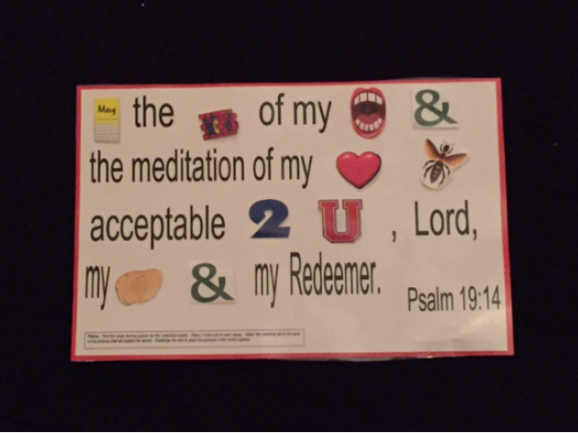 May the of my &
the meditation of my
acceptable 2 U , Lord,
my & my Redeemer.
Psalm 19:14